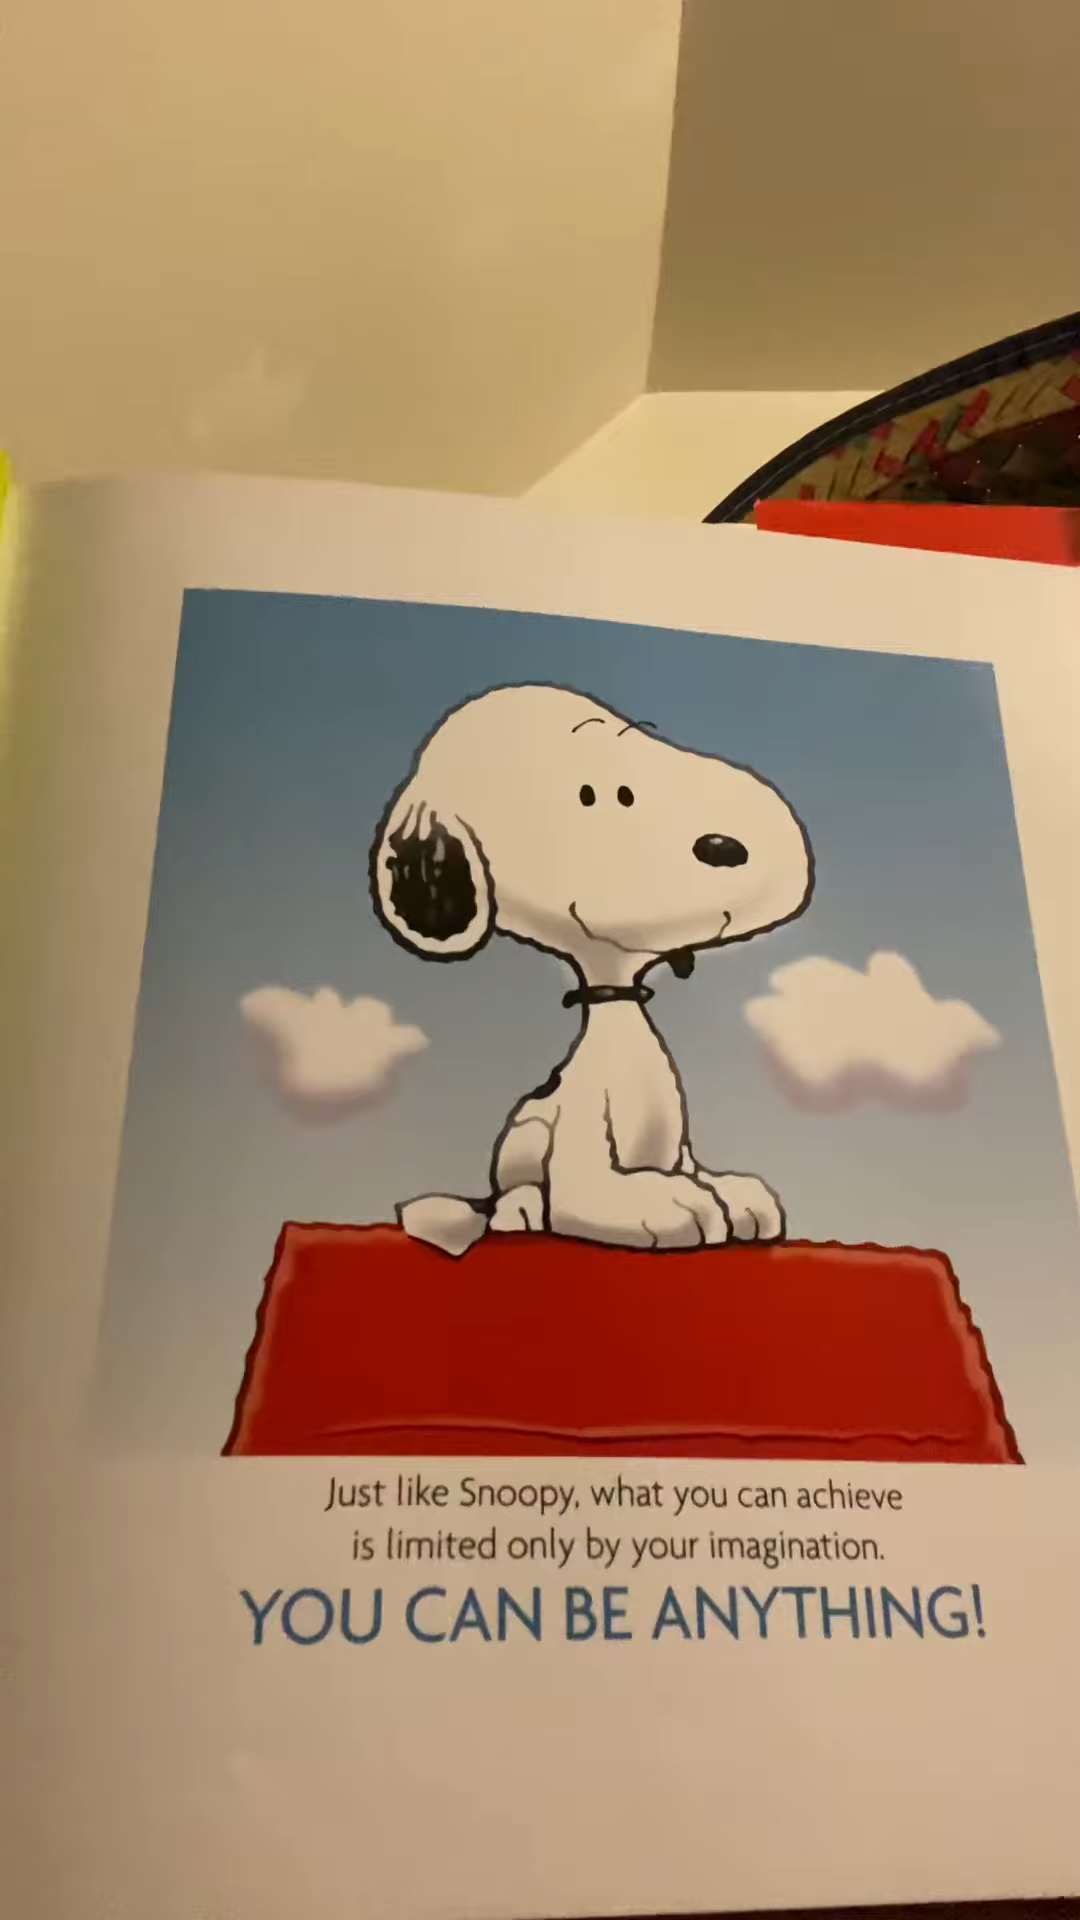 Just like Snoopy, what you can achieve
is limited only by your imagination.
YOU CAN BE ANYTHING!